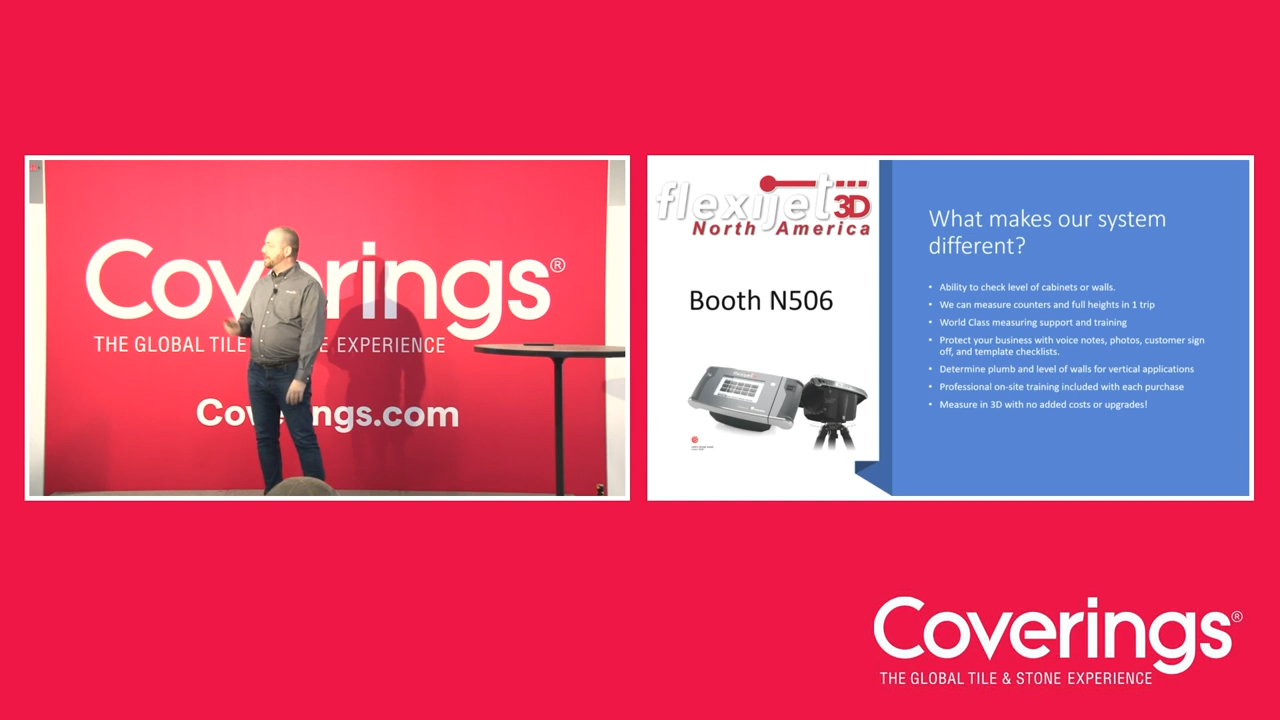 Coverings®
THE GLOBAL TILE E EXPERIENCE
Coverings.com
flexijet
3D
North America
Booth N506
What makes our system
different?
• Ability to check level of cabinets or walls.
• We can measure counters and full heights in 1 trip
• World Class measuring support and training
• Protect your business with voice notes, photos, customer sign
off, and template checklists.
• Determine plumb and level of walls for vertical applications
• Professional on-site training included with each purchase
• Measure in 3D with no added costs or upgrades!
Coverings®
THE GLOBAL TILE & STONE EXPERIENCE